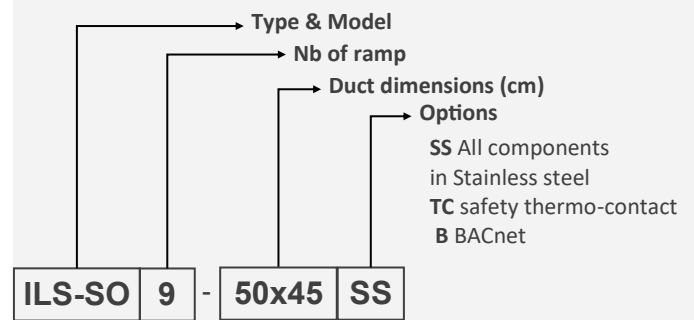 Type & Model
Nb of ramp
Duct dimensions (cm)
Options
SS All components
in Stainless steel
TC safety thermo-contact
B BACnet
ILS-SO 9 - 50x45 SS